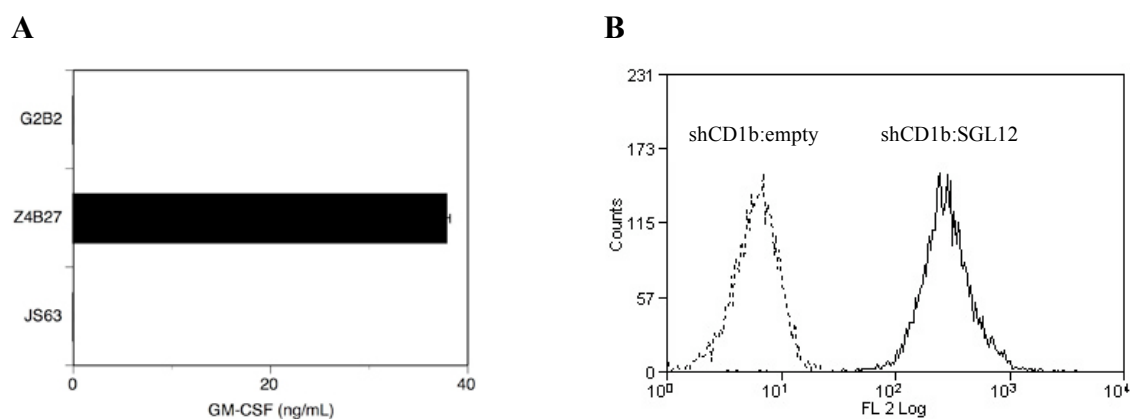 A
G2B2
Z4B27
JS63
0 20 40
GM-CSF (ng/mL)
B
231
173
115
57
0
shCD1b:empty shCD1b:SGL12
Counts
10⁰ 10¹ 10² 10³ 10⁴
FL 2 Log